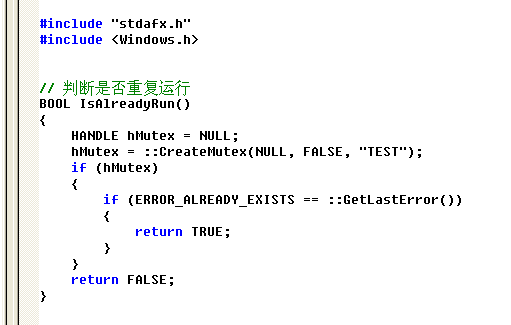 #include "stdafx.h"
#include <Windows.h>
// 判断是否重复运行
BOOL IsAlreadyRun()
{
    HANDLE hMutex = NULL;
    hMutex = ::CreateMutex(NULL, FALSE, "TEST");
    if (hMutex)
    {
        if (ERROR_ALREADY_EXISTS == ::GetLastError())
        {
            return TRUE;
        }
    }
    return FALSE;
}